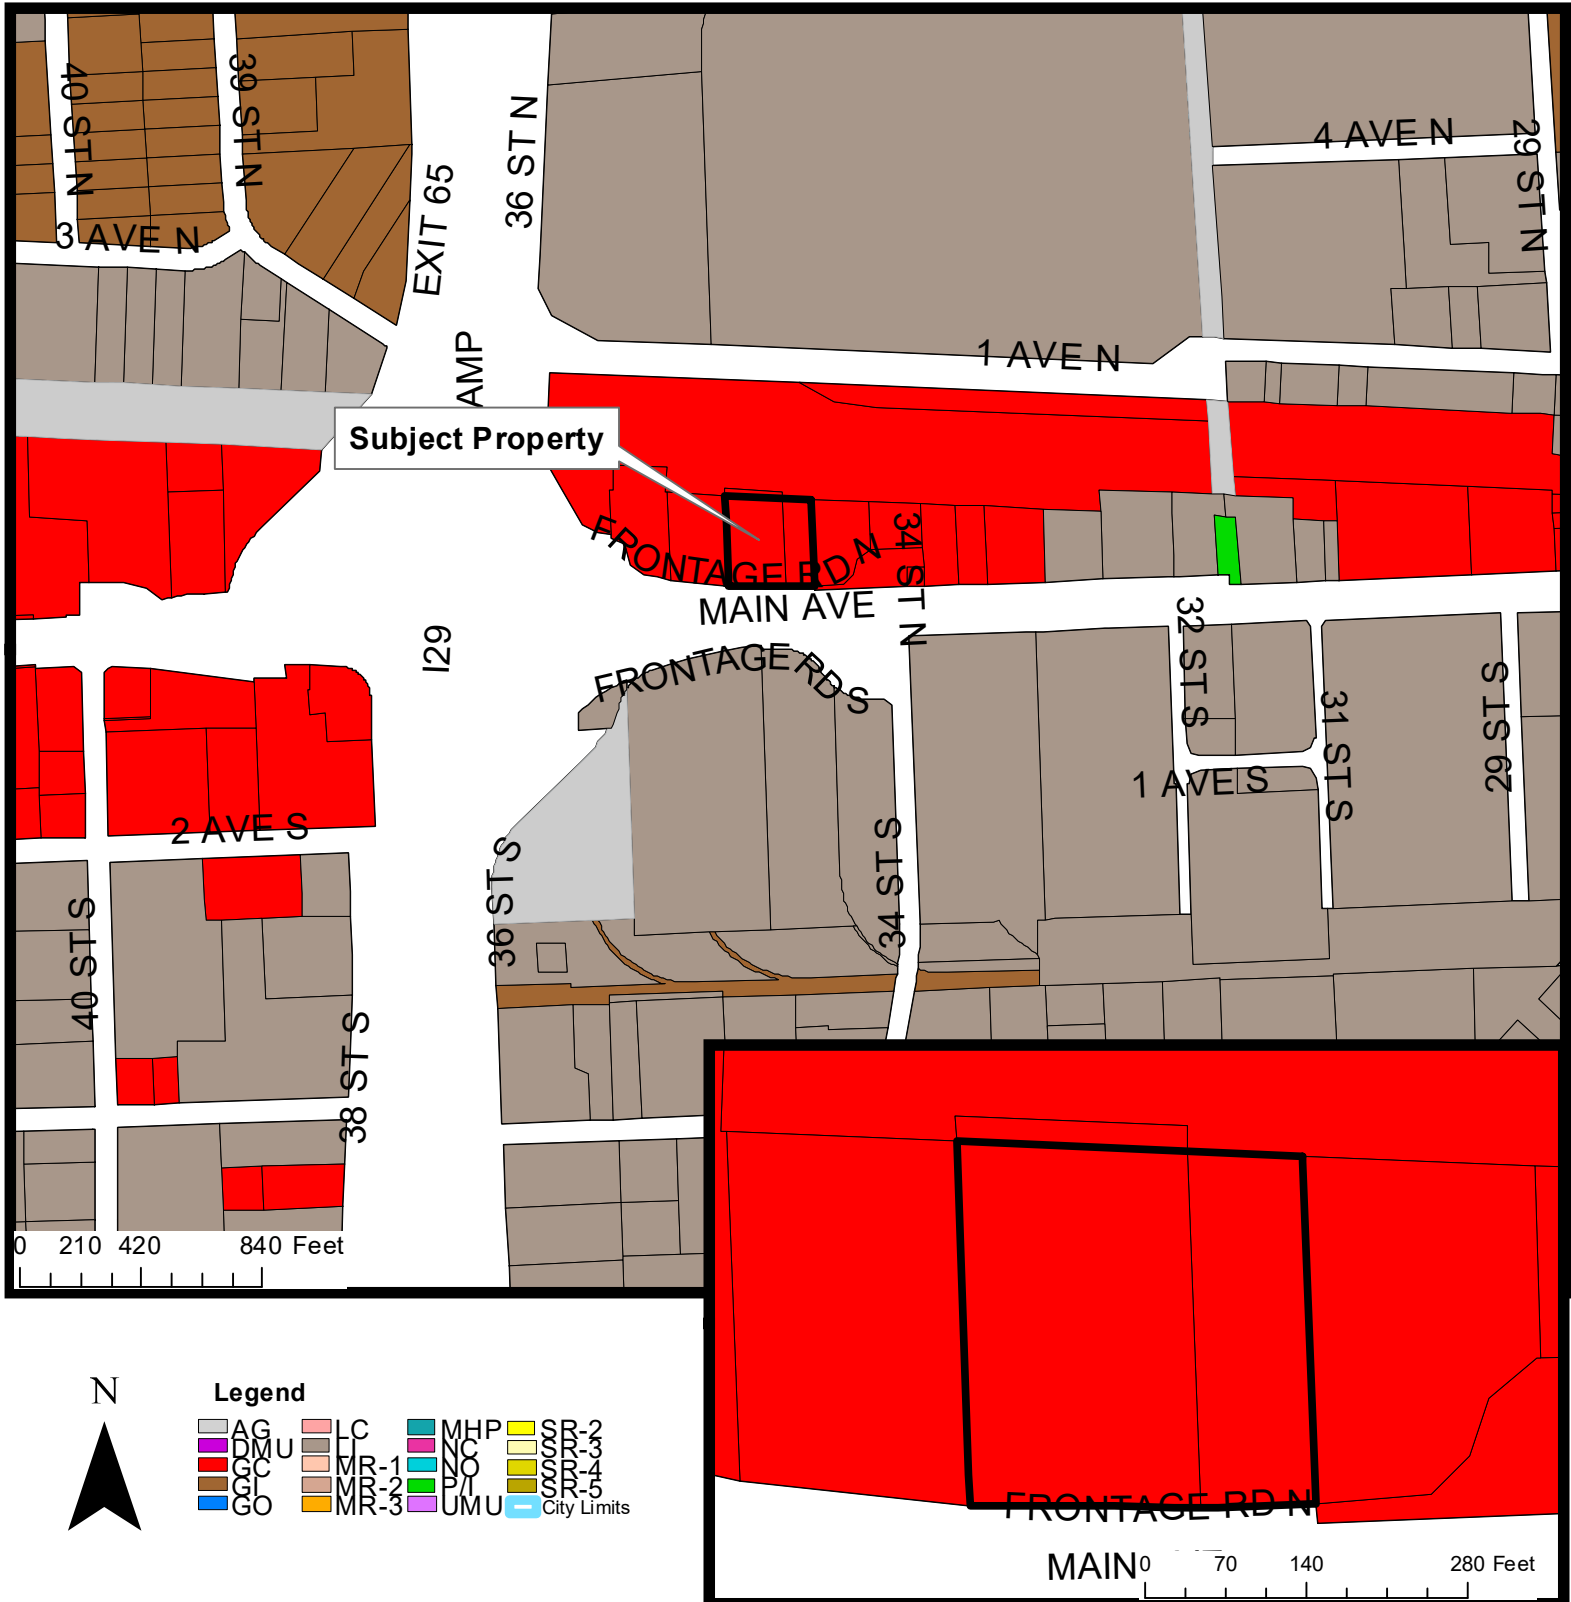 40 ST N
39 ST N
36 ST N
EXIT 65
4 AVE N
29 ST N
3 AVE N
AMP
1 AVE N
Subject Property
FRONTAGE RD N
34 ST N
MAIN AVE
I29
FRONTAGE RD S
32 ST S
31 ST S
29 ST S
1 AVE S
2 AVE S
36 ST S
34 ST S
40 ST S
38 ST S
0 210 420 840 Feet
FRONTAGE RD N
MAIN
0 70 140 280 Feet
N
Legend
AG LC MHP SR-2
DMU LI NC SR-3
GC MR-1 NO SR-4
GI MR-2 P/I SR-5
GO MR-3 UMU City Limits